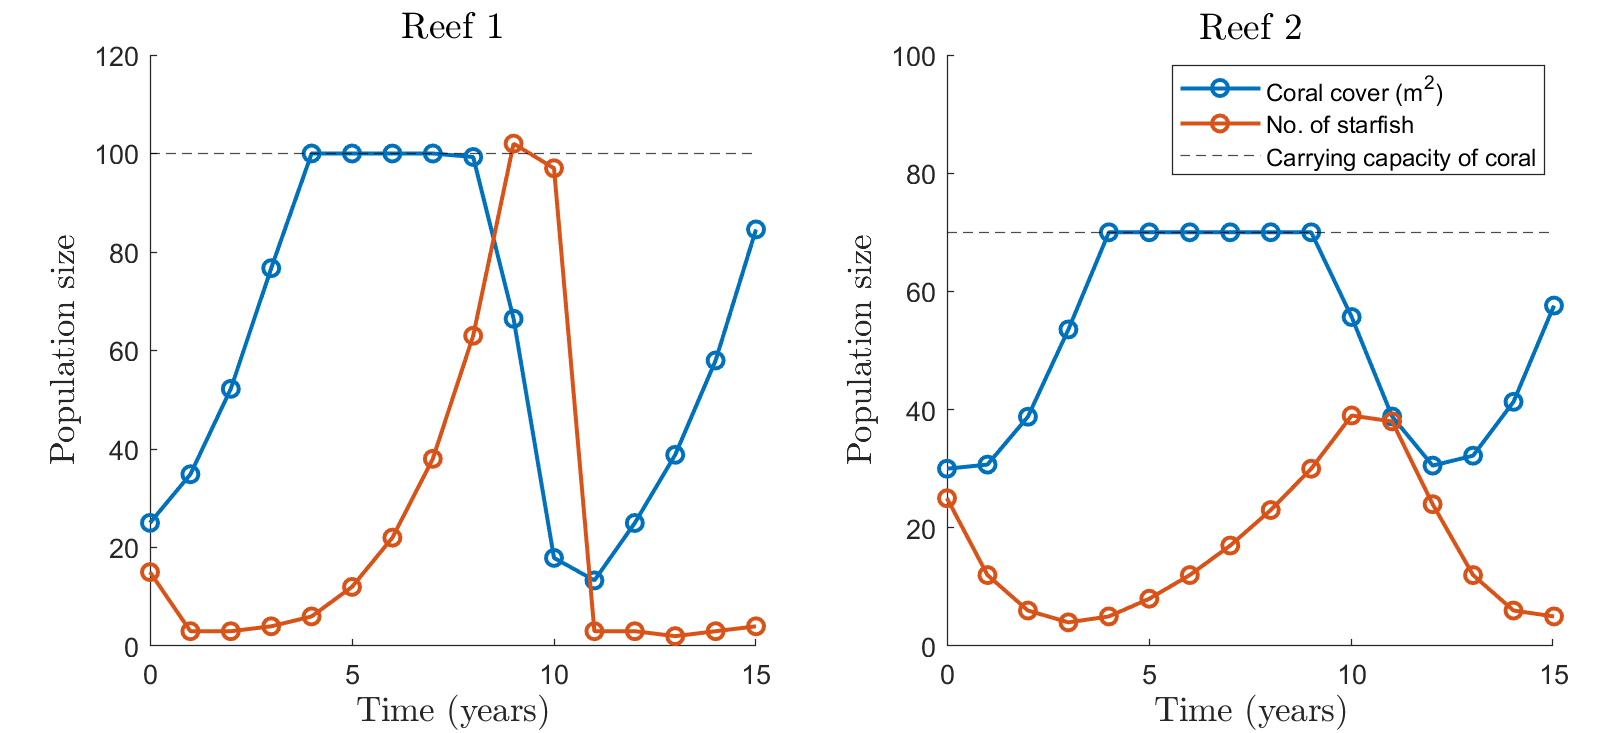 Reef 1
120
100
80
60
40
20
0
Population size
0 5 10 15
Time (years)
Reef 2
100
80
60
40
20
0
Population size
Coral cover (m²)
No. of starfish
Carrying capacity of coral
0 5 10 15
Time (years)